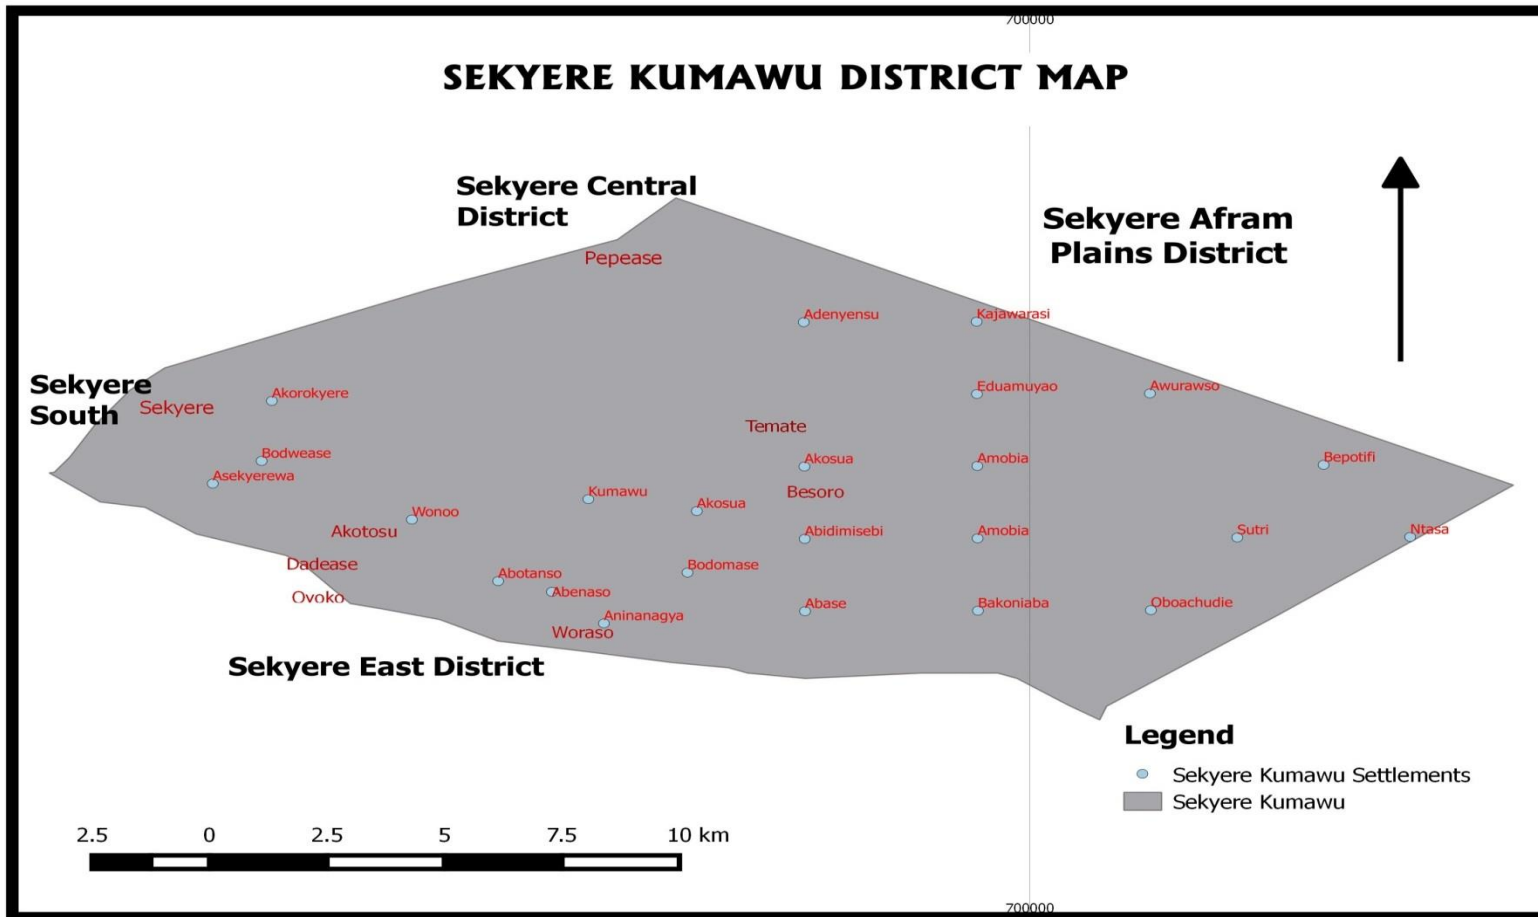 700000
SEKYERE KUMAWU DISTRICT MAP
Sekyere Central
District
Sekyere Afram
Plains District
Pepease
Adenyensu
Kajawarasi
Sekyere
South
Sekyere
Akorokyere
Eduamuyao
Awurawso
Temate
Bodwease
Akosua
Amobia
Bepotifi
Asekyerewa
Kumawu
Besoro
Akosua
Wonoo
Akotosu
Abidimisebi
Amobia
Sutri
Ntasa
Dadease
Abotanso
Bodomase
Abenaso
Ovoko
Aninanagya
Abase
Bakoniaba
Oboachudie
Woraso
Sekyere East District
Legend
Sekyere Kumawu Settlements
Sekyere Kumawu
2.5 0 2.5 5 7.5 10 km
700000